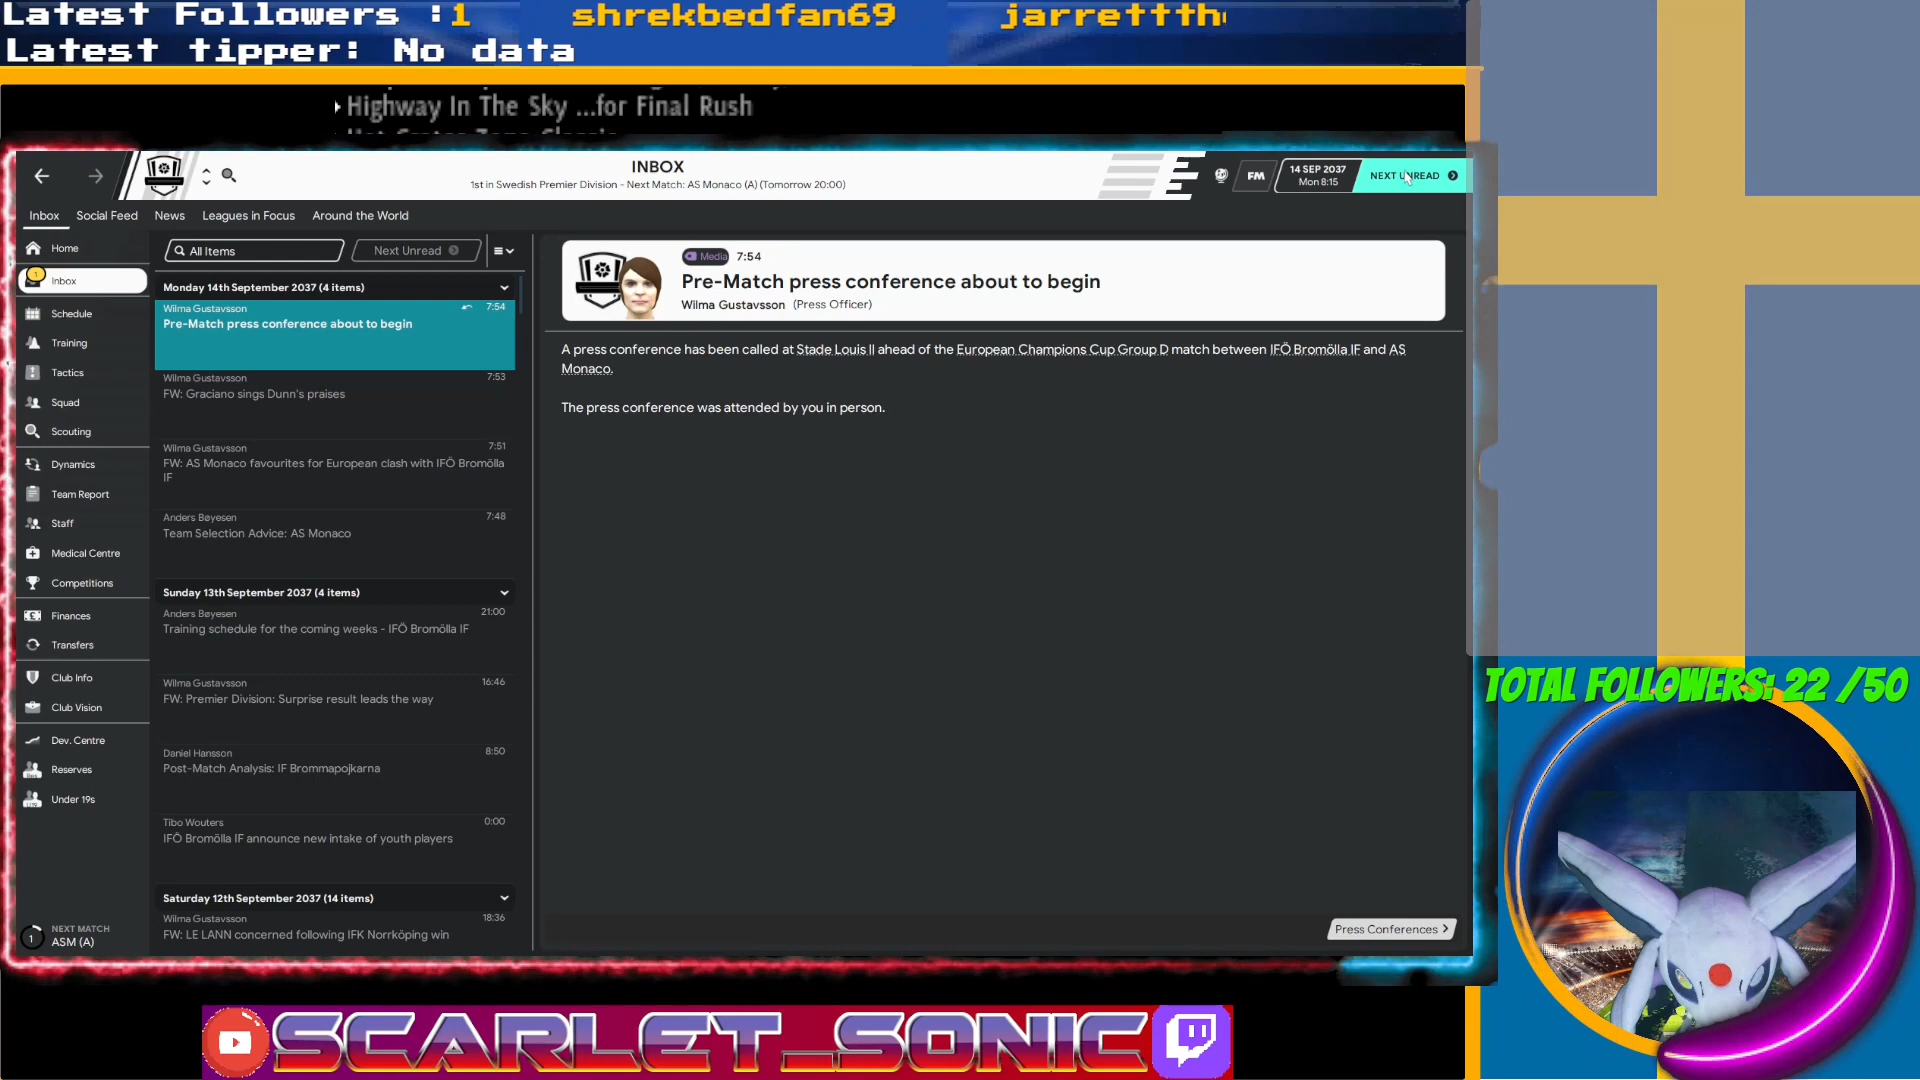 Latest Followers :1 shrekbedfan69 jarrettth
Latest tipper: No data
Highway In The Sky ...for Final Rush
INBOX
1st in Swedish Premier Division - Next Match: AS Monaco (A) (Tomorrow 20:00)
FM
14 SEP 2037
Mon 8:15
NEXT UNREAD
Inbox Social Feed News Leagues in Focus Around the World
Home
1
Inbox
Schedule
Training
Tactics
Squad
Scouting
Dynamics
Team Report
Staff
Medical Centre
Competitions
Finances
Transfers
Club Info
Club Vision
Dev. Centre
Reserves
Under 19s
1
NEXT MATCH
ASM (A)
All Items
Next Unread
Monday 14th September 2037 (4 items)
Wilma Gustavsson 7:54
Pre-Match press conference about to begin
Wilma Gustavsson 7:53
FW: Graciano sings Dunn's praises
Wilma Gustavsson 7:51
FW: AS Monaco favourites for European clash with IFÖ Bromölla
IF
Anders Bøyesen 7:48
Team Selection Advice: AS Monaco
Sunday 13th September 2037 (4 items)
Anders Bøyesen 21:00
Training schedule for the coming weeks - IFÖ Bromölla IF
Wilma Gustavsson 16:46
FW: Premier Division: Surprise result leads the way
Daniel Hansson 8:50
Post-Match Analysis: IF Brommapojkarna
Tibo Wouters 0:00
IFÖ Bromölla IF announce new intake of youth players
Saturday 12th September 2037 (14 items)
Wilma Gustavsson 18:36
FW: LE LANN concerned following IFK Norrköping win
Media 7:54
Pre-Match press conference about to begin
Wilma Gustavsson (Press Officer)
A press conference has been called at Stade Louis II ahead of the European Champions Cup Group D match between IFÖ Bromölla IF and AS
Monaco.
The press conference was attended by you in person.
Press Conferences
TOTAL FOLLOWERS: 22 /50
SCARLET_SONIC